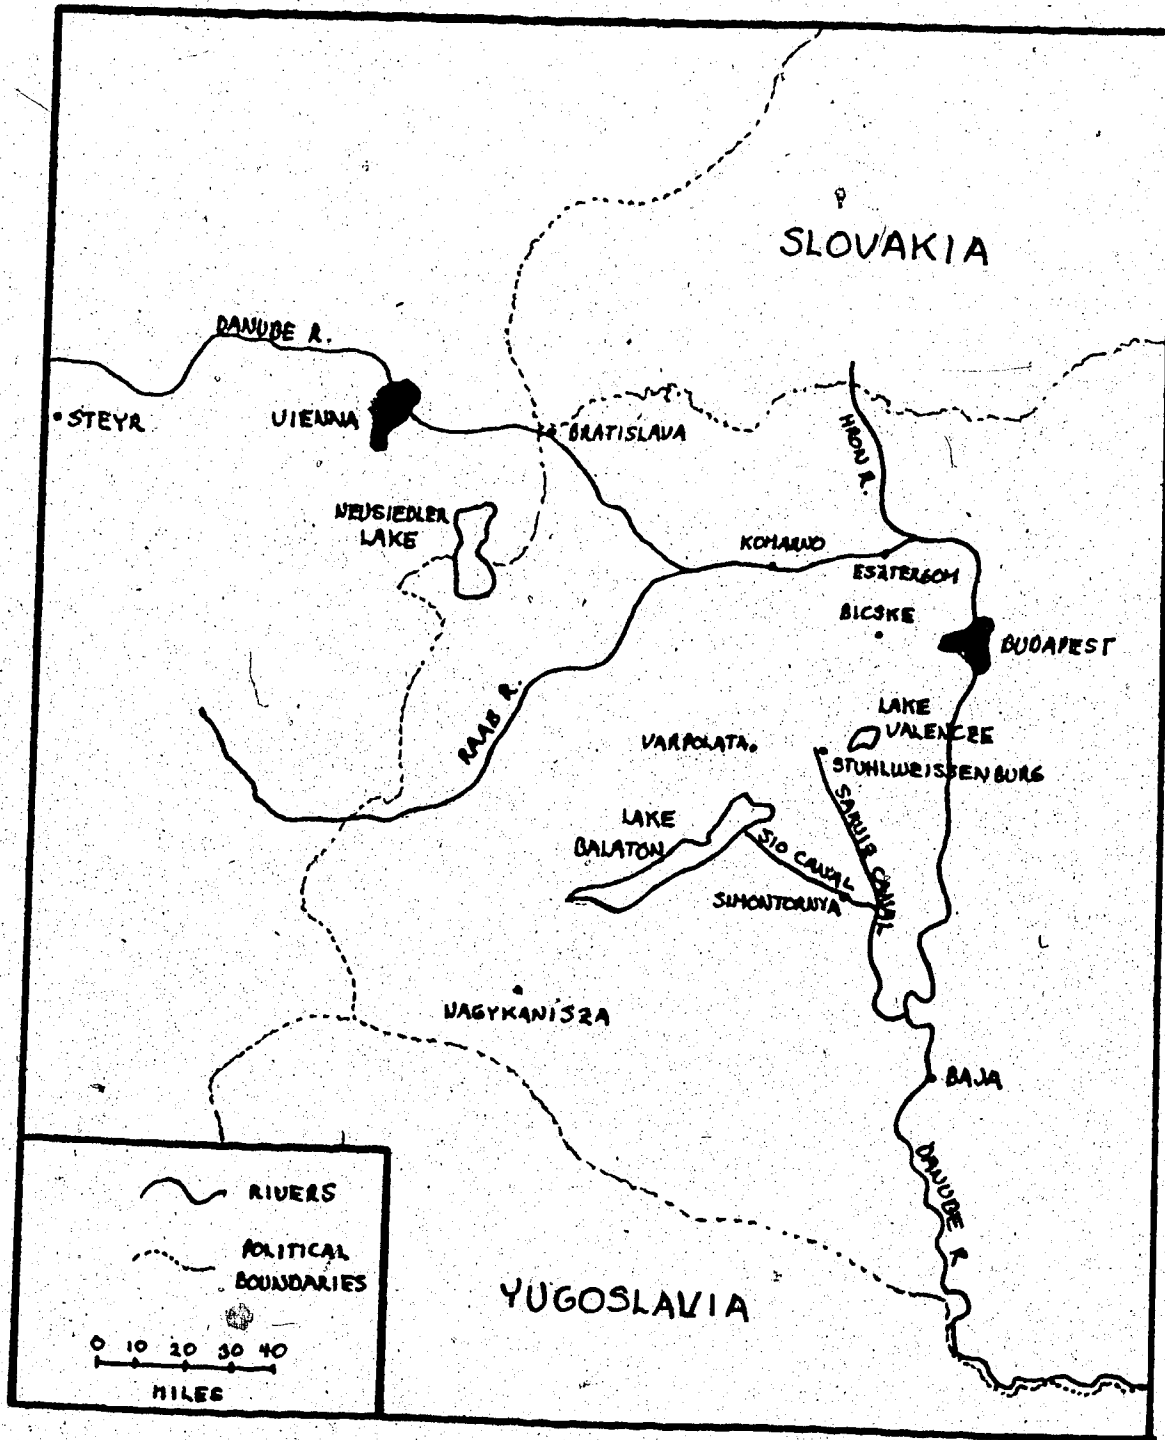 SLOVAKIA
DANUBE R.
STEYR
VIENNA
BRATISLAVA
HRON R.
NEUSIEDLER
LAKE
KOMARNO
ESZTERGOM
BICSKE
BUDAPEST
RAAB R.
LAKE
VALENCZE
VARPOLATA
STUHLWEISSENBURG
SARVIZ CANAL
LAKE
BALATON
SIO CANAL
SIMONTORNYA
NAGYKANISZA
BAJA
DANUBE R
YUGOSLAVIA
RIVERS
POLITICAL
BOUNDARIES
0 10 20 30 40
MILES